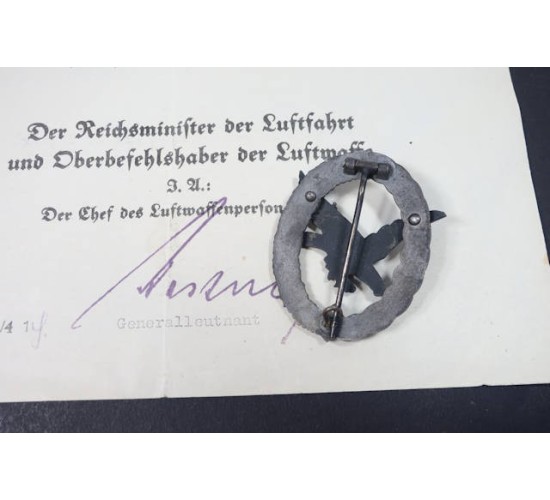 Der Reichsminister der Luftfahrt
und Oberbefehlshaber der Luftwaffe
J. A.:
Der Chef des Luftwaffenperson
Generalleutnant